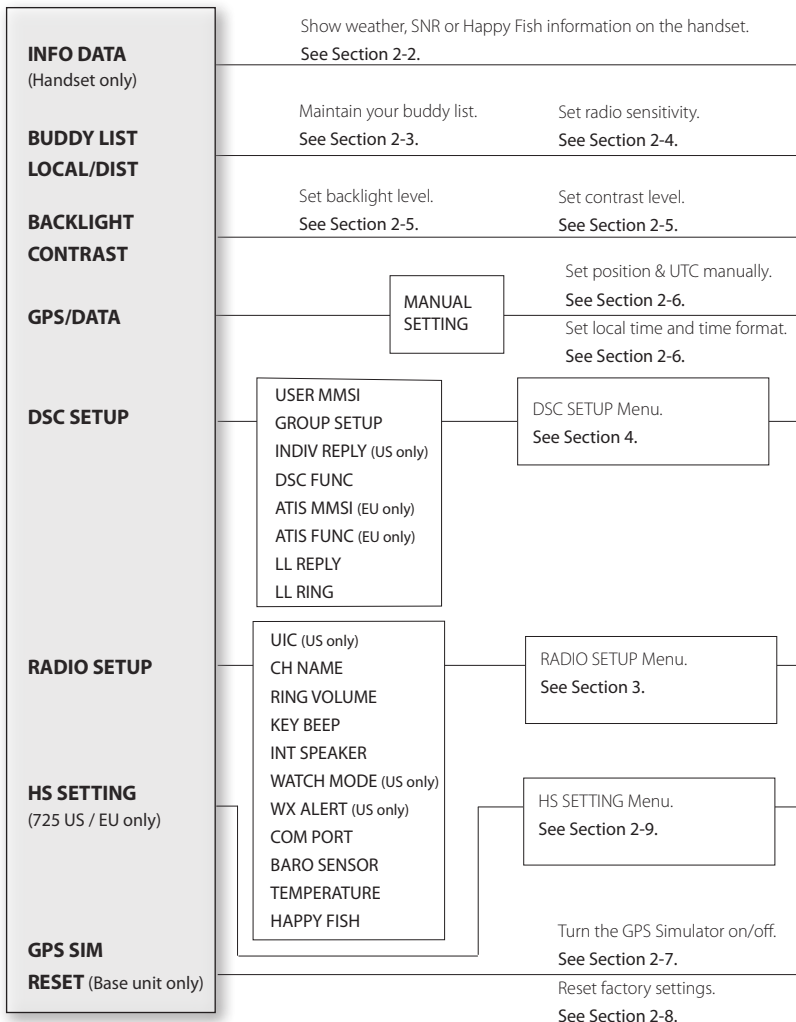 Show weather, SNR or Happy Fish information on the handset.
INFO DATA
See Section 2-2.
(Handset only)
Maintain your buddy list.
Set radio sensitivity.
BUDDY LIST
See Section 2-3.
See Section 2-4.
LOCAL/DIST
Set backlight level.
Set contrast level.
BACKLIGHT
See Section 2-5.
See Section 2-5.
CONTRAST
GPS/DATA
MANUAL
SETTING
Set position & UTC manually.
See Section 2-6.
Set local time and time format.
See Section 2-6.
DSC SETUP
USER MMSI
GROUP SETUP
INDIV REPLY (US only)
DSC FUNC
ATIS MMSI (EU only)
ATIS FUNC (EU only)
LL REPLY
LL RING
DSC SETUP Menu.
See Section 4.
RADIO SETUP
UIC (US only)
CH NAME
RING VOLUME
KEY BEEP
INT SPEAKER
WATCH MODE (US only)
WX ALERT (US only)
COM PORT
BARO SENSOR
TEMPERATURE
HAPPY FISH
RADIO SETUP Menu.
See Section 3.
HS SETTING
(725 US / EU only)
HS SETTING Menu.
See Section 2-9.
GPS SIM
Turn the GPS Simulator on/off.
See Section 2-7.
RESET (Base unit only)
Reset factory settings.
See Section 2-8.